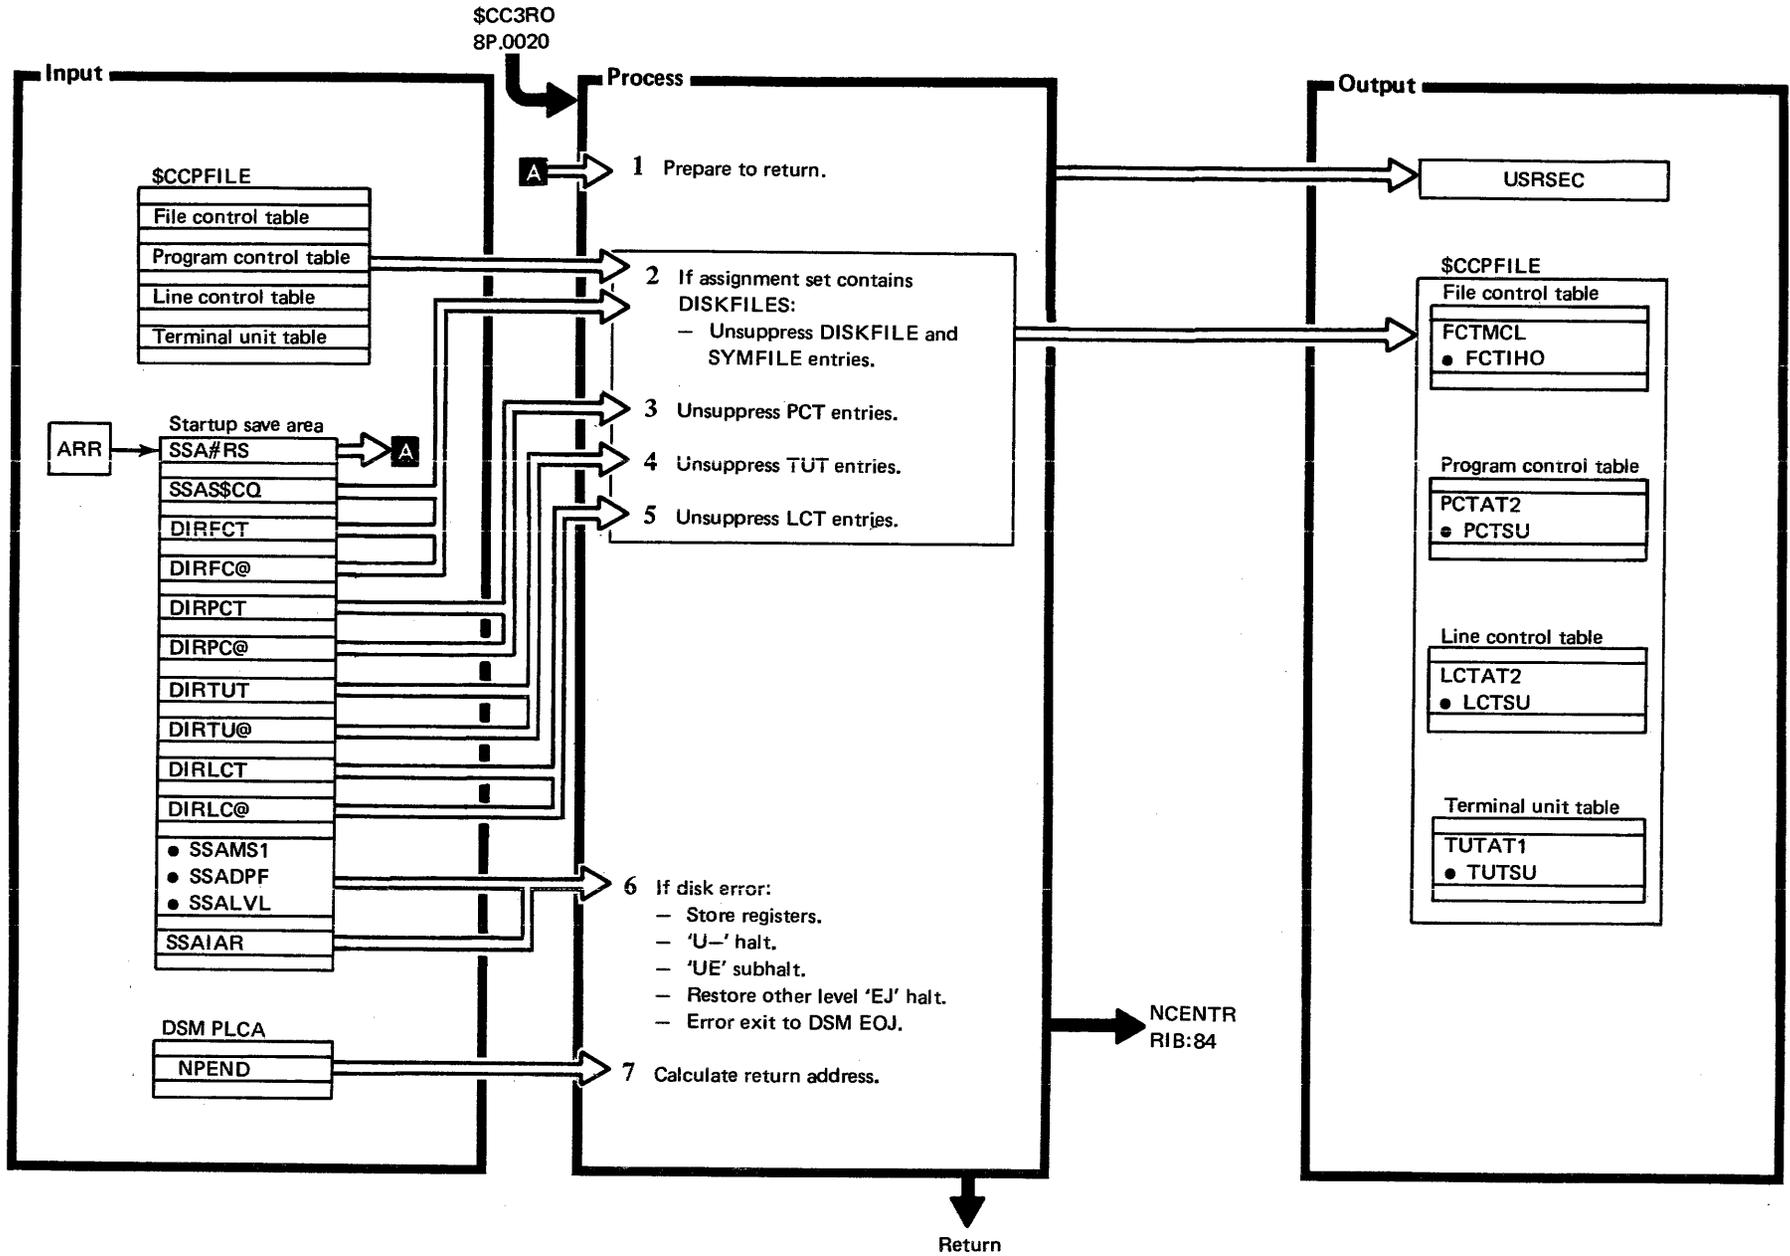 $CC3RO
8P.0020
Input
$CCPFILE
File control table
Program control table
Line control table
Terminal unit table
ARR
Startup save area
SSA#RS
A
SSAS$CQ
DIRFCT
DIRFC@
DIRPCT
DIRPC@
DIRTUT
DIRTU@
DIRLCT
DIRLC@
● SSAMS1
● SSADPF
● SSALVL
SSAIAR
DSM PLCA
NPEND
Process
A
1 Prepare to return.
2 If assignment set contains
DISKFILES:
— Unsuppress DISKFILE and
SYMFILE entries.
3 Unsuppress PCT entries.
4 Unsuppress TUT entries.
5 Unsuppress LCT entries.
6 If disk error:
— Store registers.
— ‘U—’ halt.
— ‘UE’ subhalt.
— Restore other level ‘EJ’ halt.
— Error exit to DSM EOJ.
7 Calculate return address.
NCENTR
RIB:84
Return
Output
USRSEC
$CCPFILE
File control table
FCTMCL
● FCTIHO
Program control table
PCTAT2
● PCTSU
Line control table
LCTAT2
● LCTSU
Terminal unit table
TUTAT1
● TUTSU